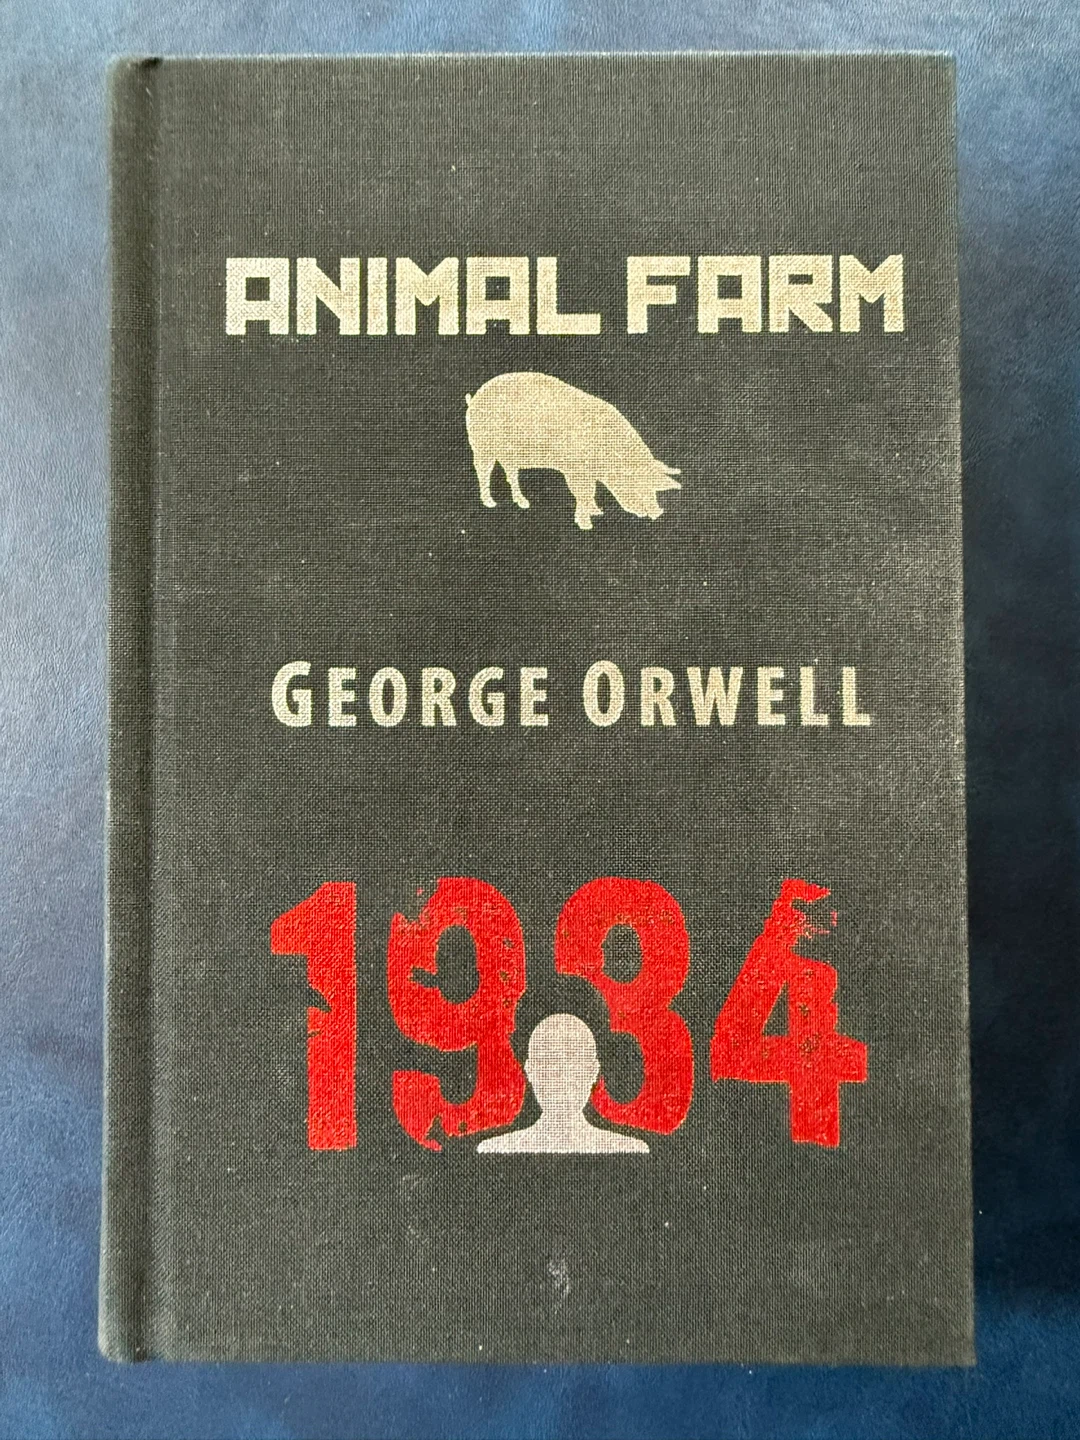 ANIMAL FARM
GEORGE ORWELL
1984